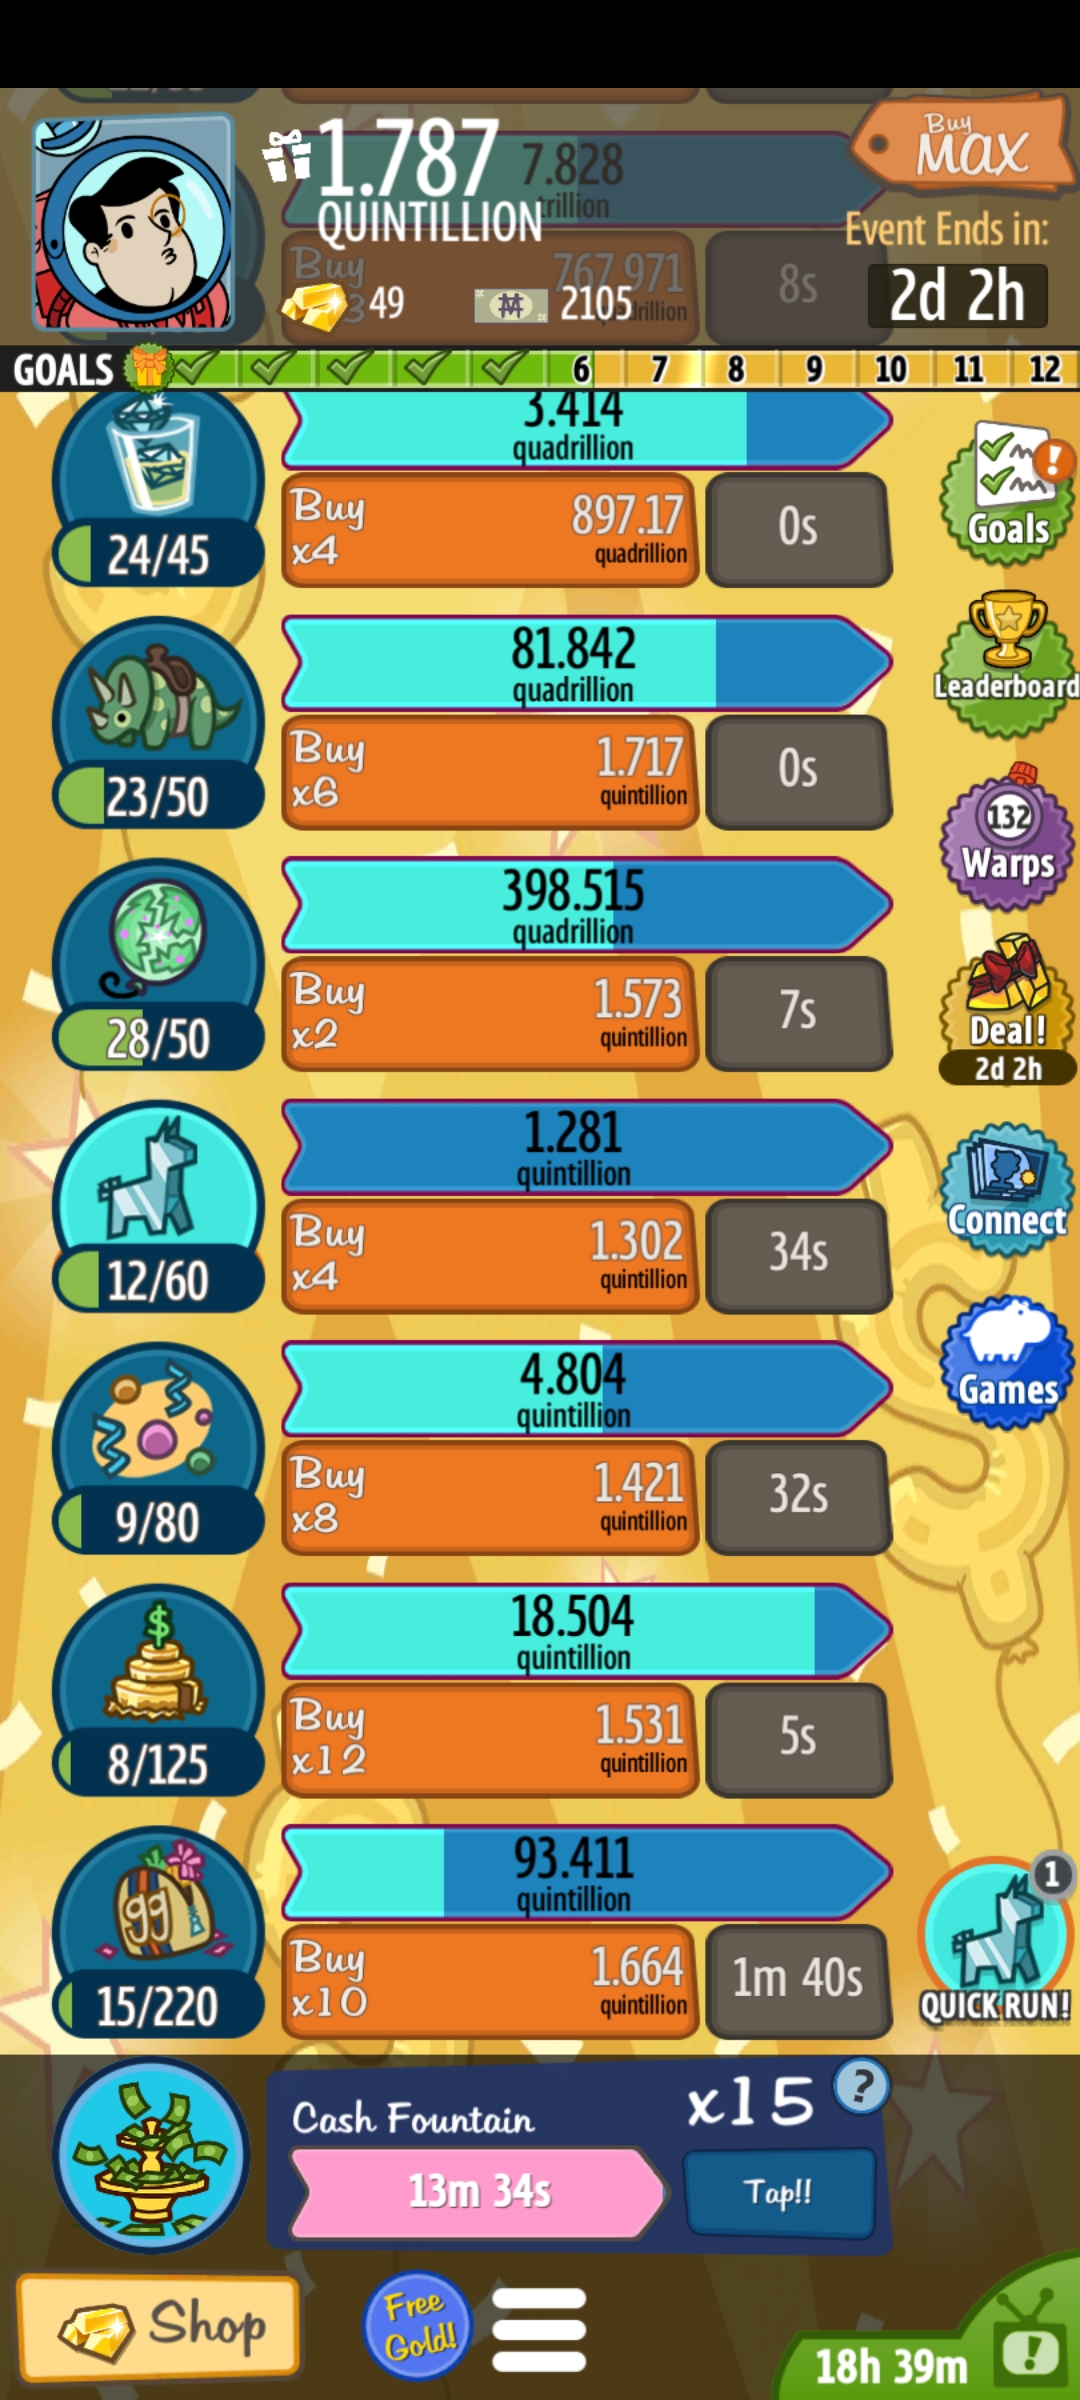 1.787
QUINTILLION
7.828
trillion
Buy
MAX
Event Ends in:
2d 2h
Buy
767.971
8s
49
2105
GOALS
6
7
8
9
10
11
12
3.414
quadrillion
Buy
x4
897.17
quadrillion
0s
24/45
Goals
81.842
quadrillion
Buy
x6
1.717
quintillion
0s
23/50
Leaderboard
132
Warps
398.515
quadrillion
Buy
x2
1.573
quintillion
7s
28/50
Deal!
2d 2h
1.281
quintillion
Buy
x4
1.302
quintillion
34s
12/60
Connect
4.804
quintillion
Buy
x8
1.421
quintillion
32s
9/80
Games
18.504
quintillion
Buy
x12
1.531
quintillion
5s
8/125
93.411
quintillion
Buy
x10
1.664
quintillion
1m 40s
gg
15/220
1
QUICK RUN!
Cash Fountain
x15
?
13m 34s
Tap!!
Shop
Free
Gold!
18h 39m